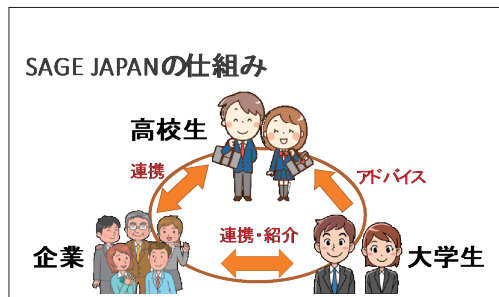 SAGE JAPANの仕組み
高校生
連携
アドバイス
企業
連携・紹介
大学生